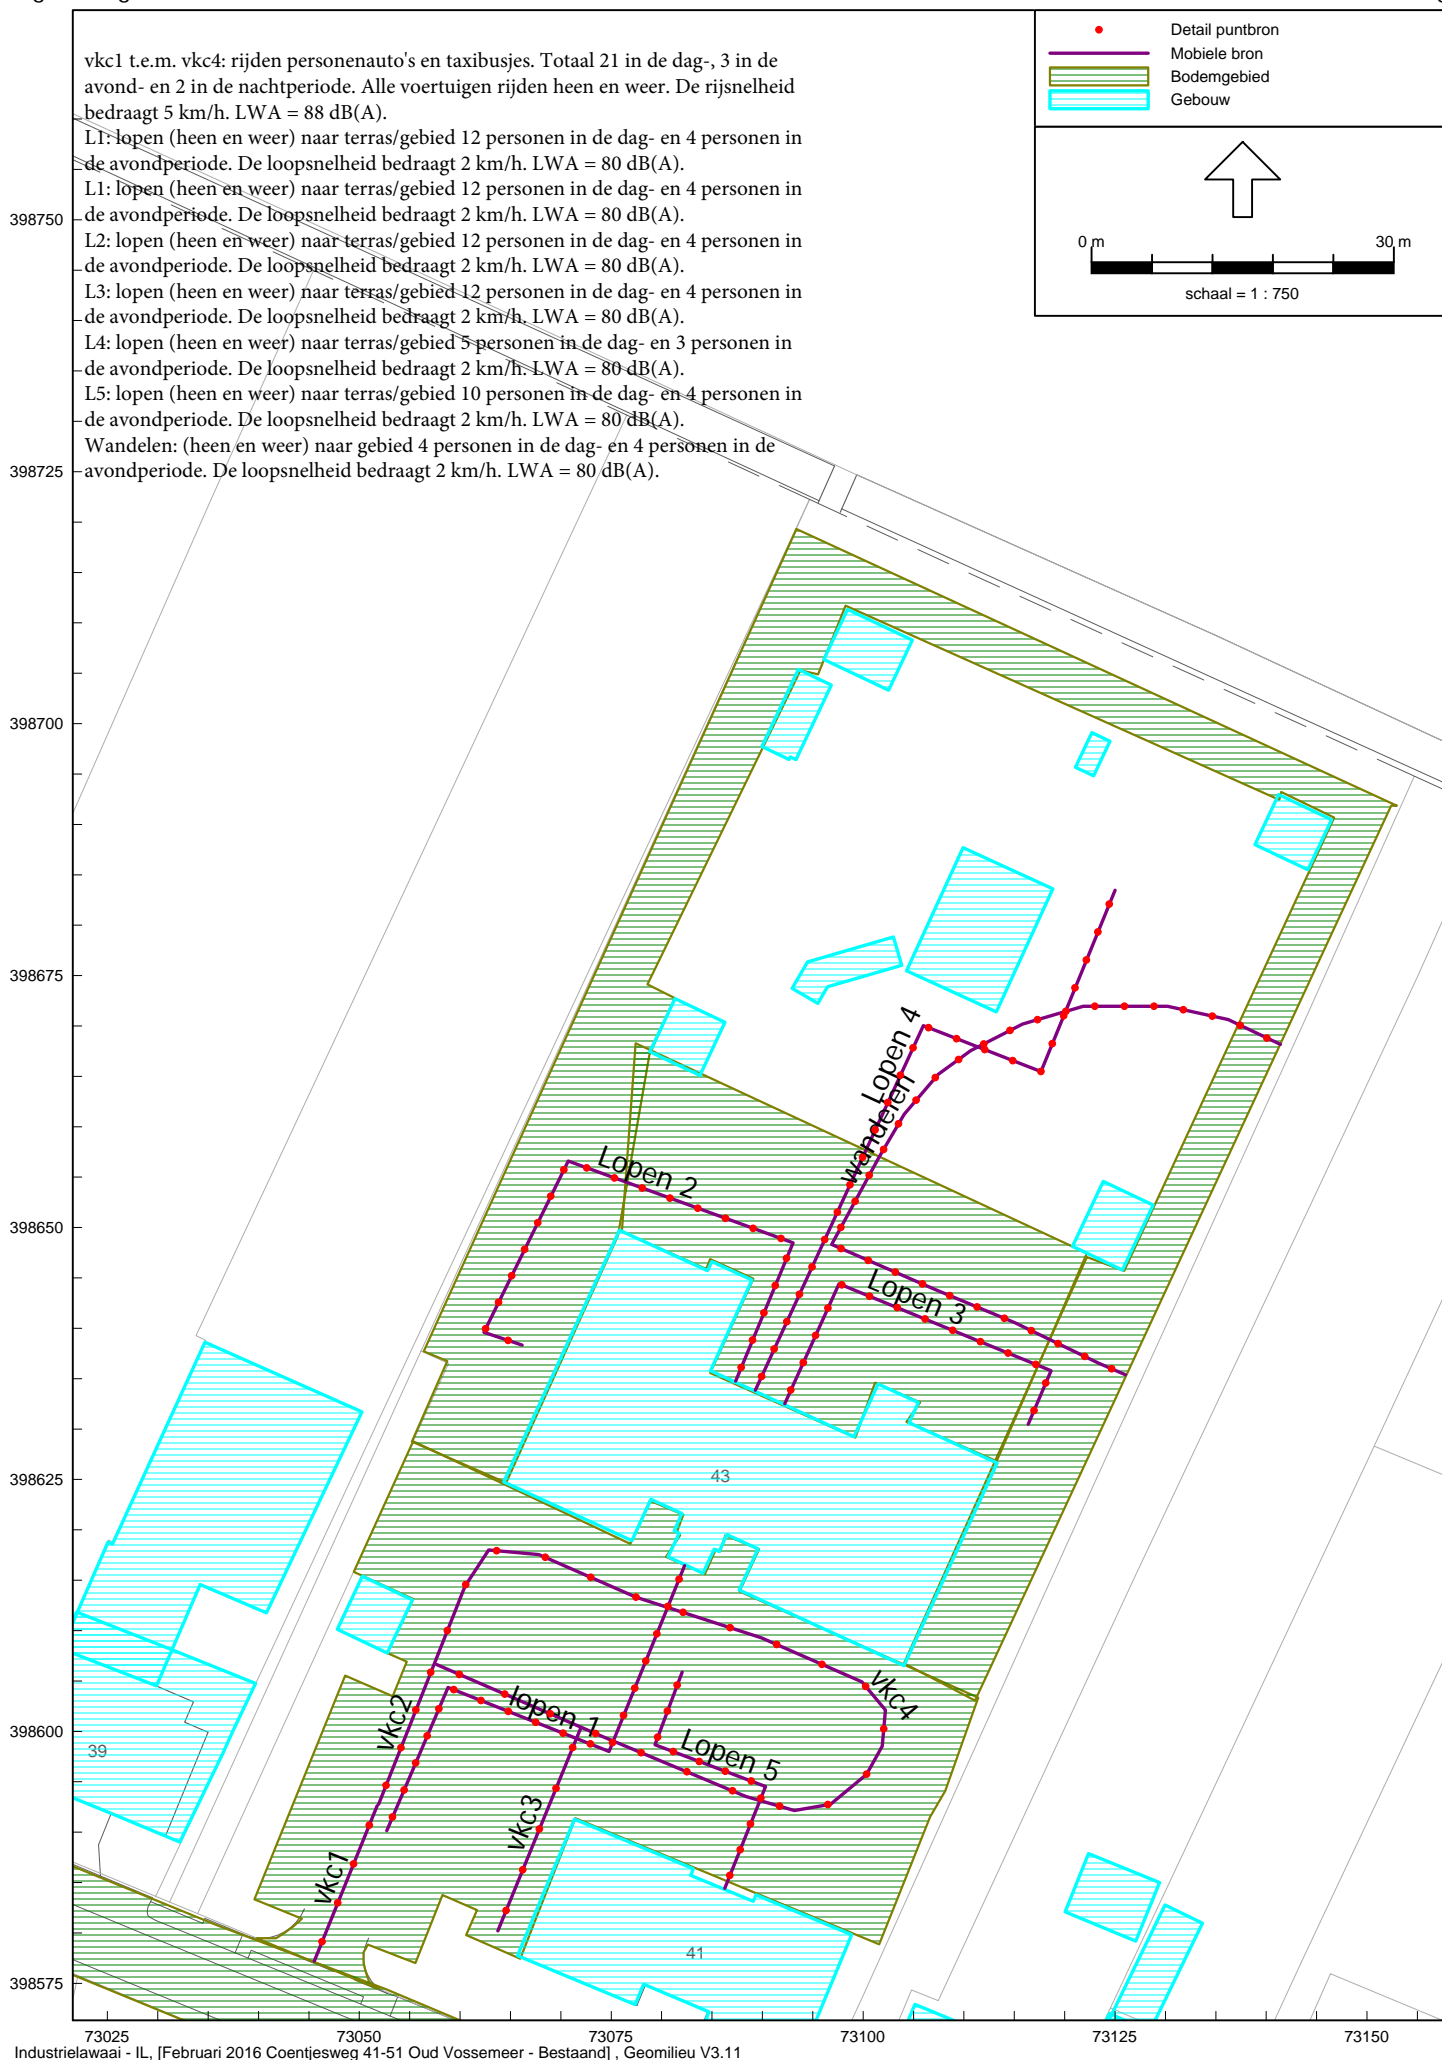 Detail puntbron
Mobiele bron
Bodemgebied
Gebouw
0 m
30 m
schaal = 1 : 750
vkc1 t.e.m. vkc4: rijden personenauto's en taxibusjes. Totaal 21 in de dag-, 3 in de
avond- en 2 in de nachtperiode. Alle voertuigen rijden heen en weer. De rijsnelheid
bedraagt 5 km/h. LWA = 88 dB(A).
L1: lopen (heen en weer) naar terras/gebied 12 personen in de dag- en 4 personen in
de avondperiode. De loopsnelheid bedraagt 2 km/h. LWA = 80 dB(A).
L1: lopen (heen en weer) naar terras/gebied 12 personen in de dag- en 4 personen in
de avondperiode. De loopsnelheid bedraagt 2 km/h. LWA = 80 dB(A).
L2: lopen (heen en weer) naar terras/gebied 12 personen in de dag- en 4 personen in
de avondperiode. De loopsnelheid bedraagt 2 km/h. LWA = 80 dB(A).
L3: lopen (heen en weer) naar terras/gebied 12 personen in de dag- en 4 personen in
de avondperiode. De loopsnelheid bedraagt 2 km/h. LWA = 80 dB(A).
L4: lopen (heen en weer) naar terras/gebied 5 personen in de dag- en 3 personen in
de avondperiode. De loopsnelheid bedraagt 2 km/h. LWA = 80 dB(A).
L5: lopen (heen en weer) naar terras/gebied 10 personen in de dag- en 4 personen in
de avondperiode. De loopsnelheid bedraagt 2 km/h. LWA = 80 dB(A).
Wandelen: (heen en weer) naar gebied 4 personen in de dag- en 4 personen in de
avondperiode. De loopsnelheid bedraagt 2 km/h. LWA = 80 dB(A).
398750
398725
398700
398675
398650
398625
398600
398575
Lopen 4
wandelen
Lopen 2
Lopen 3
43
vkc4
vkc2
lopen 1
Lopen 5
39
vkc3
vkc1
41
73025
73050
73075
73100
73125
73150
Industrielawaai - IL, [Februari 2016 Coentjesweg 41-51 Oud Vossemeer - Bestaand] , Geomilieu V3.11